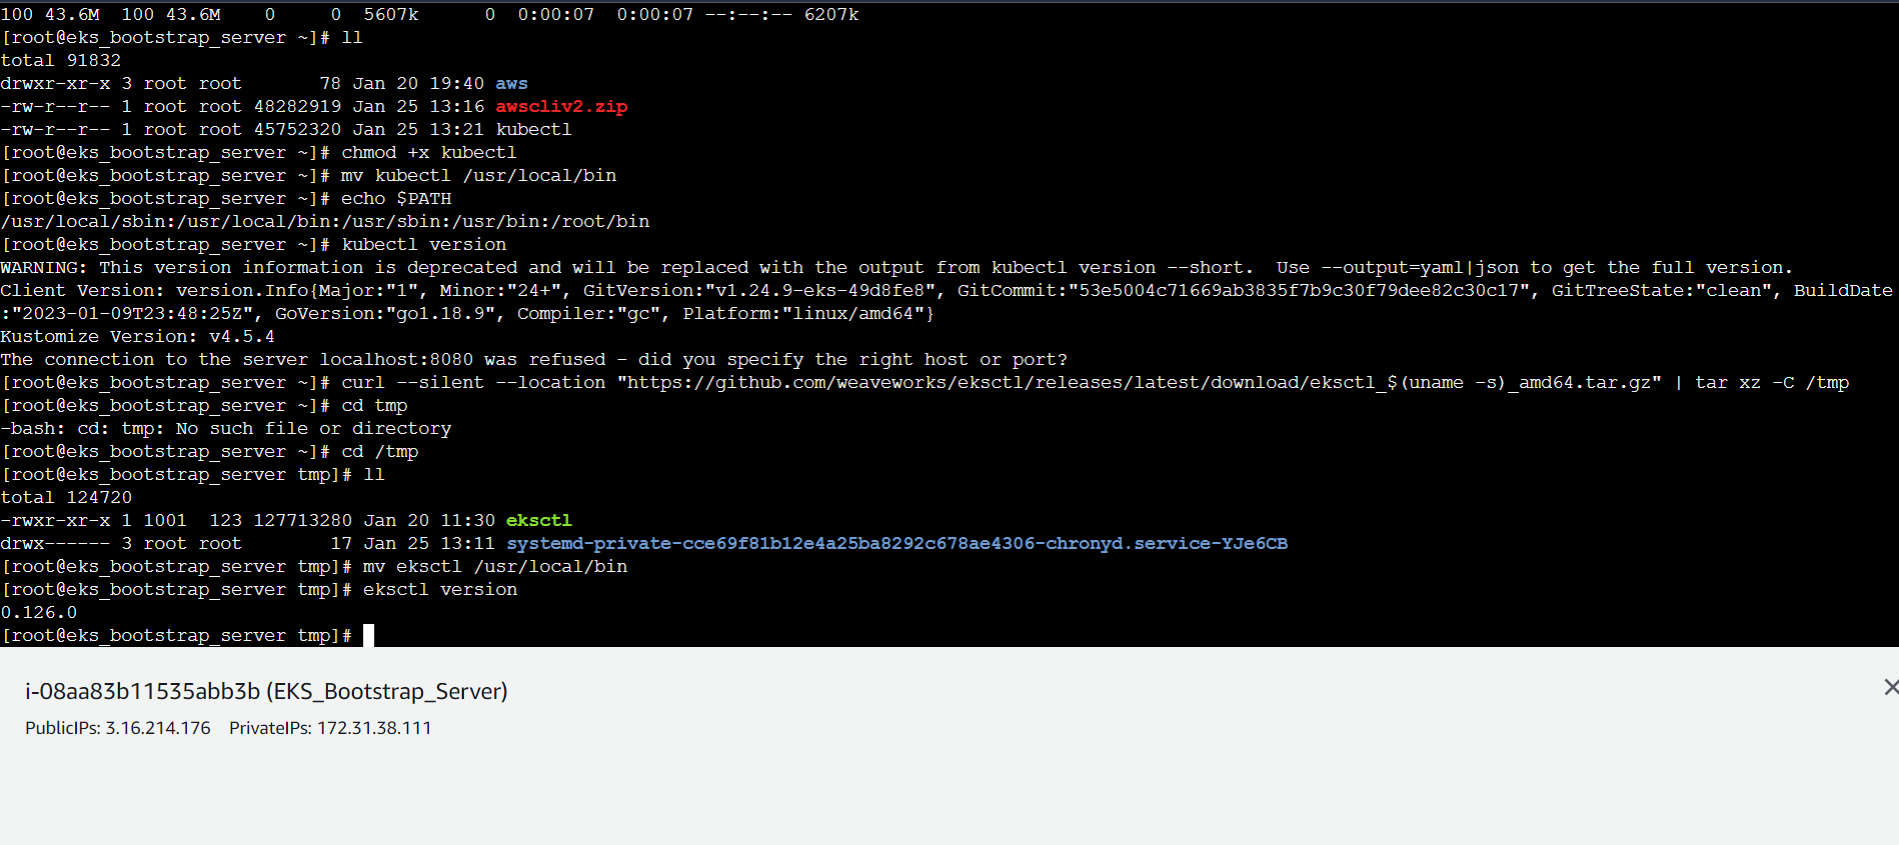 100 43.6M  100 43.6M    0     0  5607k      0  0:00:07  0:00:07 --:--:-- 6207k
[root@eks_bootstrap_server ~]# ll
total 91832
drwxr-xr-x 3 root root       78 Jan 20 19:40 aws
-rw-r--r-- 1 root root 48282919 Jan 25 13:16 awscliv2.zip
-rw-r--r-- 1 root root 45752320 Jan 25 13:21 kubectl
[root@eks_bootstrap_server ~]# chmod +x kubectl
[root@eks_bootstrap_server ~]# mv kubectl /usr/local/bin
[root@eks_bootstrap_server ~]# echo $PATH
/usr/local/sbin:/usr/local/bin:/usr/sbin:/usr/bin:/root/bin
[root@eks_bootstrap_server ~]# kubectl version
WARNING: This version information is deprecated and will be replaced with the output from kubectl version --short.  Use --output=yaml|json to get the full version.
Client Version: version.Info{Major:"1", Minor:"24+", GitVersion:"v1.24.9-eks-49d8fe8", GitCommit:"53e5004c71669ab3835f7b9c30f79dee82c30c17", GitTreeState:"clean", BuildDate
:"2023-01-09T23:48:25Z", GoVersion:"go1.18.9", Compiler:"gc", Platform:"linux/amd64"}
Kustomize Version: v4.5.4
The connection to the server localhost:8080 was refused - did you specify the right host or port?
[root@eks_bootstrap_server ~]# curl --silent --location "https://github.com/weaveworks/eksctl/releases/latest/download/eksctl_$(uname -s)_amd64.tar.gz" | tar xz -C /tmp
[root@eks_bootstrap_server ~]# cd tmp
-bash: cd: tmp: No such file or directory
[root@eks_bootstrap_server ~]# cd /tmp
[root@eks_bootstrap_server tmp]# ll
total 124720
-rwxr-xr-x 1 1001  123 127713280 Jan 20 11:30 eksctl
drwx------ 3 root root        17 Jan 25 13:11 systemd-private-cce69f81b12e4a25ba8292c678ae4306-chronyd.service-YJe6CB
[root@eks_bootstrap_server tmp]# mv eksctl /usr/local/bin
[root@eks_bootstrap_server tmp]# eksctl version
0.126.0
[root@eks_bootstrap_server tmp]#
i-08aa83b11535abb3b (EKS_Bootstrap_Server)
PublicIPs: 3.16.214.176    PrivateIPs: 172.31.38.111